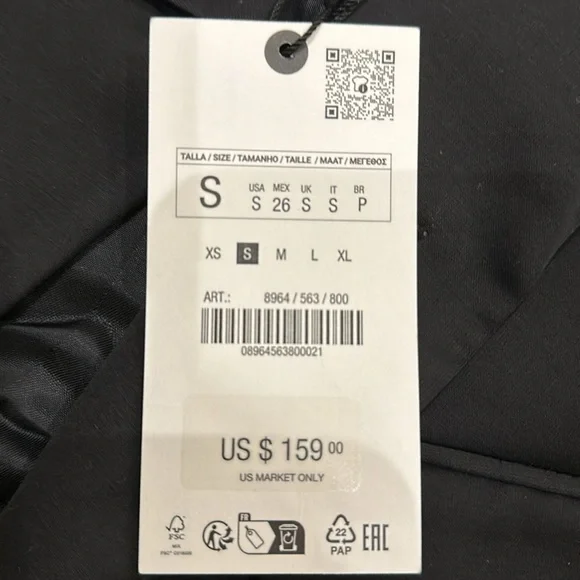 TALLA / SIZE / TAMANHO / TAILLE / MAAT / ΜΕΓΕΘΟΣ
S
USA MEX UK IT BR
S 26 S S P
XS S M L XL
ART.: 8964 / 563 / 800
08964563800021
US $ 159 00
US MARKET ONLY
FR
FSC
22
PAP
EAC